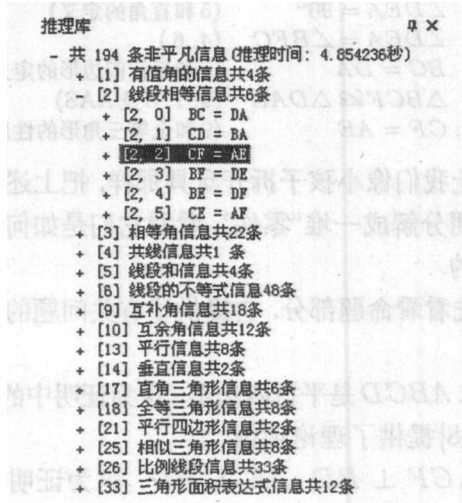 推理库
- 共 194 条非平凡信息(推理时间: 4.854236秒)
+ [1] 有值角的信息共4条
- [2] 线段相等信息共6条
+ [2, 0] BC = DA
+ [2, 1] CD = BA
+ [2, 2] CF = AE
+ [2, 3] BF = DE
+ [2, 4] BE = DF
+ [2, 5] CE = AF
+ [3] 相等角信息共22条
+ [4] 共线信息共1 条
+ [5] 线段和信息共4条
+ [8] 线段的不等式信息48条
+ [9] 互补角信息共18条
+ [10] 互余角信息共12条
+ [13] 平行信息共8条
+ [14] 垂直信息共2条
+ [17] 直角三角形信息共6条
+ [18] 全等三角形信息共8条
+ [21] 平行四边形信息共2条
+ [25] 相似三角形信息共8条
+ [26] 比例线段信息共33条
+ [33] 三角形面积表达式信息共12条